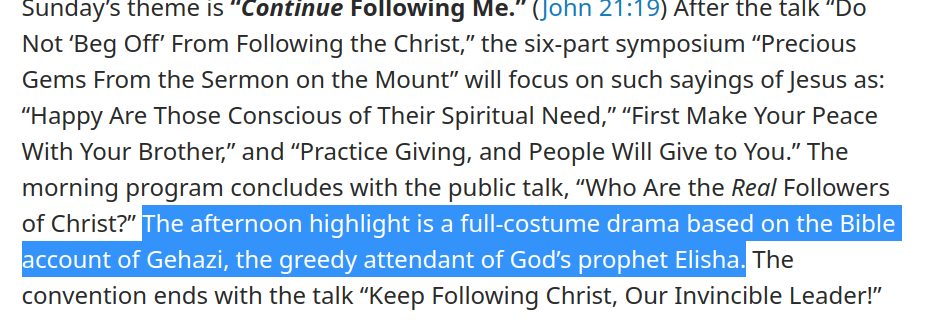 Sunday’s theme is “Continue Following Me.” (John 21:19) After the talk “Do
Not ‘Beg Off’ From Following the Christ,” the six-part symposium “Precious
Gems From the Sermon on the Mount” will focus on such sayings of Jesus as:
“Happy Are Those Conscious of Their Spiritual Need,” “First Make Your Peace
With Your Brother,” and “Practice Giving, and People Will Give to You.” The
morning program concludes with the public talk, “Who Are the Real Followers
of Christ?” The afternoon highlight is a full-costume drama based on the Bible
account of Gehazi, the greedy attendant of God’s prophet Elisha. The
convention ends with the talk “Keep Following Christ, Our Invincible Leader!”